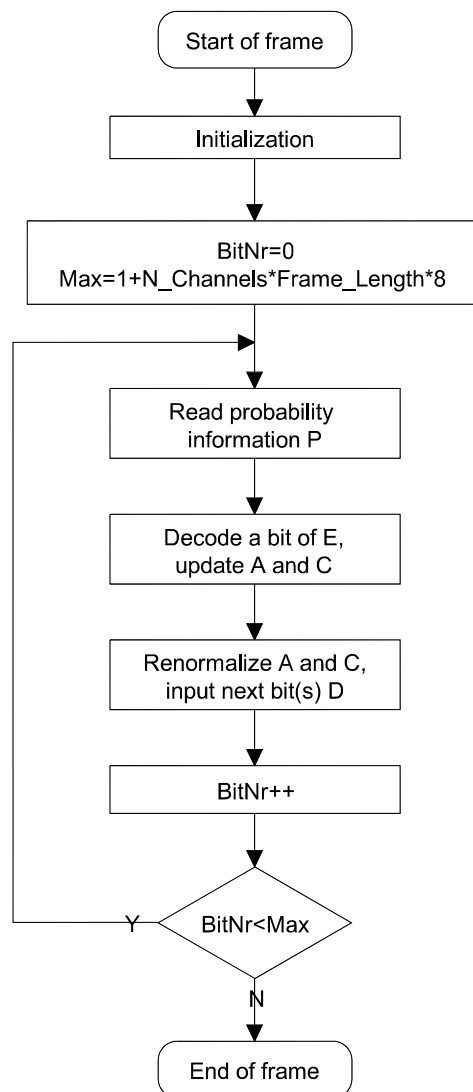 Start of frame
Initialization
BitNr=0
Max=1+N_Channels*Frame_Length*8
Read probability
information P
Decode a bit of E,
update A and C
Renormalize A and C,
input next bit(s) D
BitNr++
BitNr<Max
Y
N
End of frame